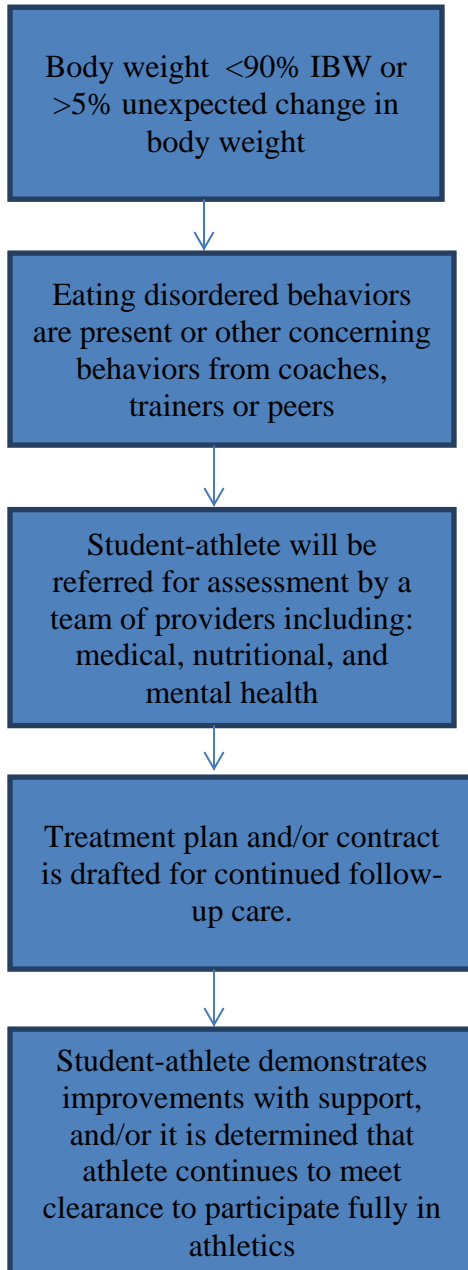 Body weight <90% IBW or
>5% unexpected change in
body weight
Eating disordered behaviors
are present or other concerning
behaviors from coaches,
trainers or peers
Student-athlete will be
referred for assessment by a
team of providers including:
medical, nutritional, and
mental health
Treatment plan and/or contract
is drafted for continued follow-
up care.
Student-athlete demonstrates
improvements with support,
and/or it is determined that
athlete continues to meet
clearance to participate fully in
athletics